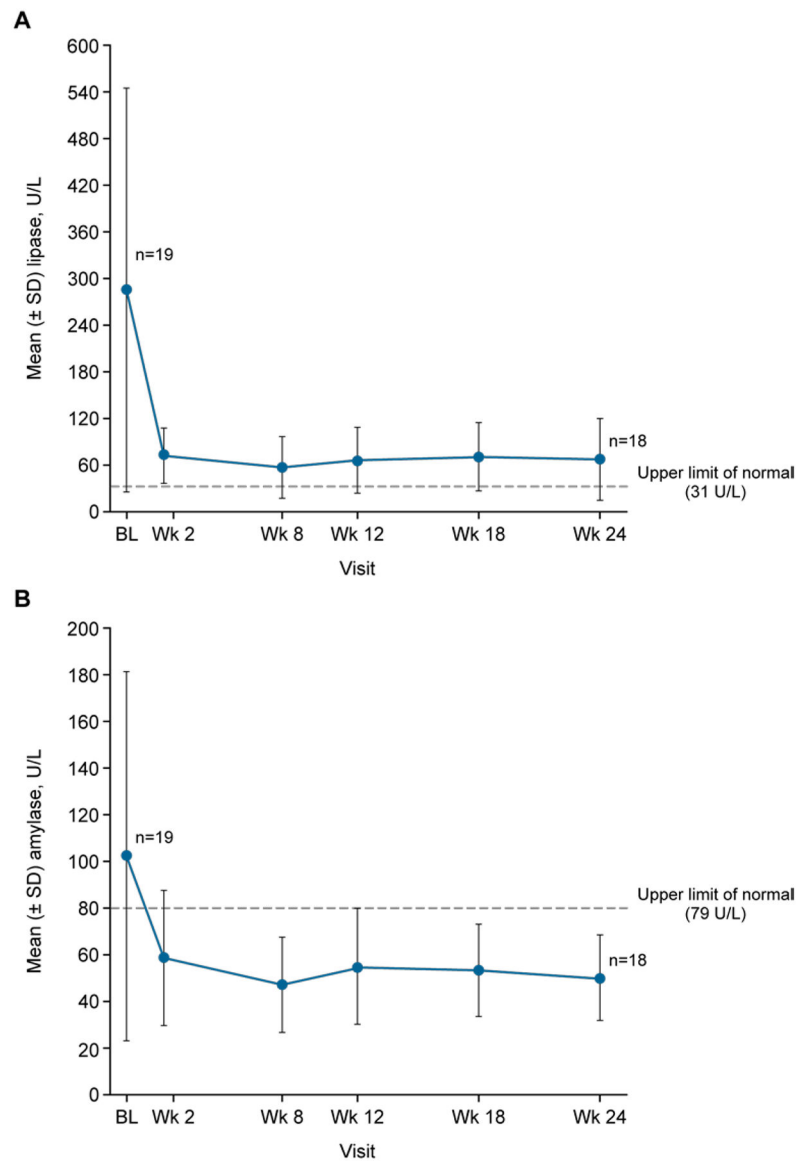 A
Mean (± SD) lipase, U/L
600
540
480
420
360
300
240
180
120
60
0
n=19
n=18
Upper limit of normal
(31 U/L)
BL Wk 2 Wk 8 Wk 12 Wk 18 Wk 24
Visit
B
Mean (± SD) amylase, U/L
200
180
160
140
120
100
80
60
40
20
0
n=19
Upper limit of normal
(79 U/L)
n=18
BL Wk 2 Wk 8 Wk 12 Wk 18 Wk 24
Visit